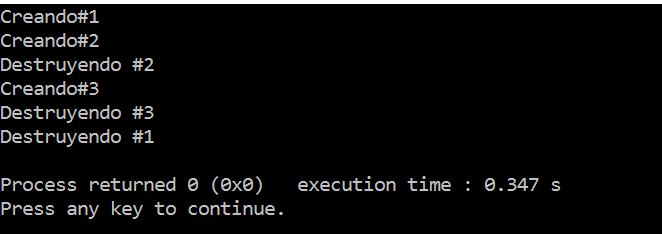 Creando#1
Creando#2
Destruyendo #2
Creando#3
Destruyendo #3
Destruyendo #1
Process returned 0 (0x0)   execution time : 0.347 s
Press any key to continue.